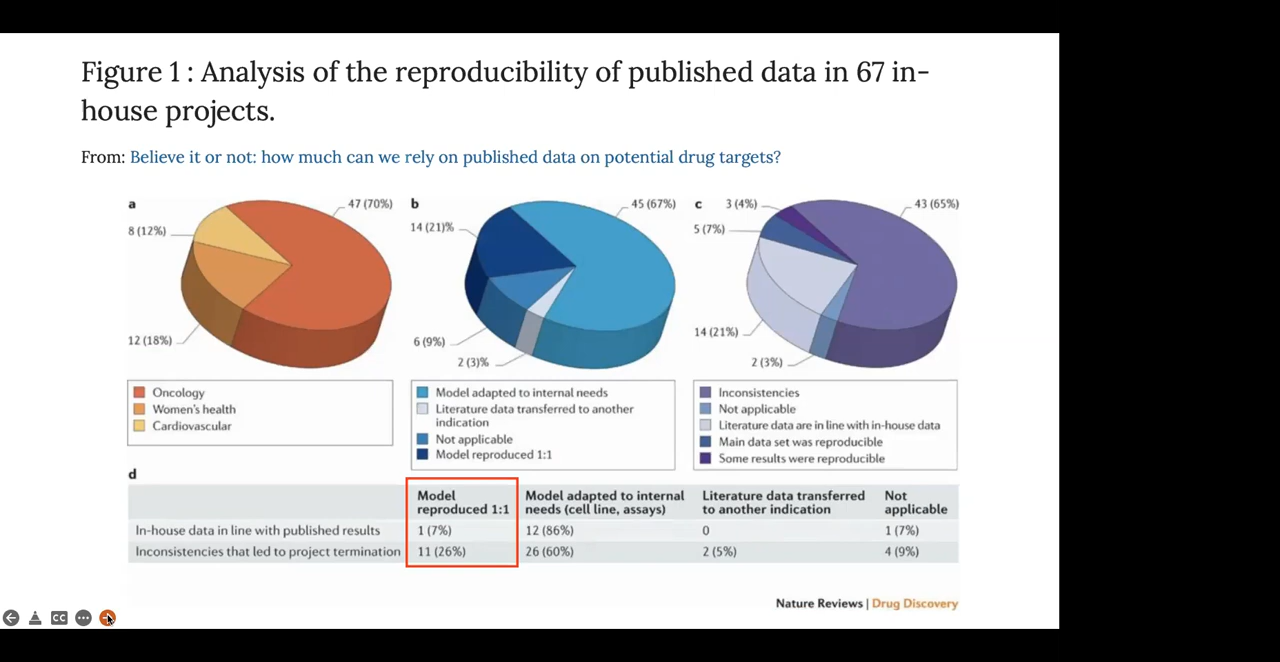 Figure 1 : Analysis of the reproducibility of published data in 67 in-
house projects.
From: Believe it or not: how much can we rely on published data on potential drug targets?
a
47 (70%)
8 (12%)
12 (18%)
b
45 (67%)
14 (21)%
6 (9%)
2 (3)%
c
3 (4%)
43 (65%)
5 (7%)
14 (21%)
2 (3%)
Oncology
Women's health
Cardiovascular
Model adapted to internal needs
Literature data transferred to another
indication
Not applicable
Model reproduced 1:1
Inconsistencies
Not applicable
Literature data are in line with in-house data
Main data set was reproducible
Some results were reproducible
d
Model
reproduced 1:1
Model adapted to internal
needs (cell line, assays)
Literature data transferred
to another indication
Not
applicable
In-house data in line with published results 1 (7%) 12 (86%) 0 1 (7%)
Inconsistencies that led to project termination 11 (26%) 26 (60%) 2 (5%) 4 (9%)
Nature Reviews | Drug Discovery
CC